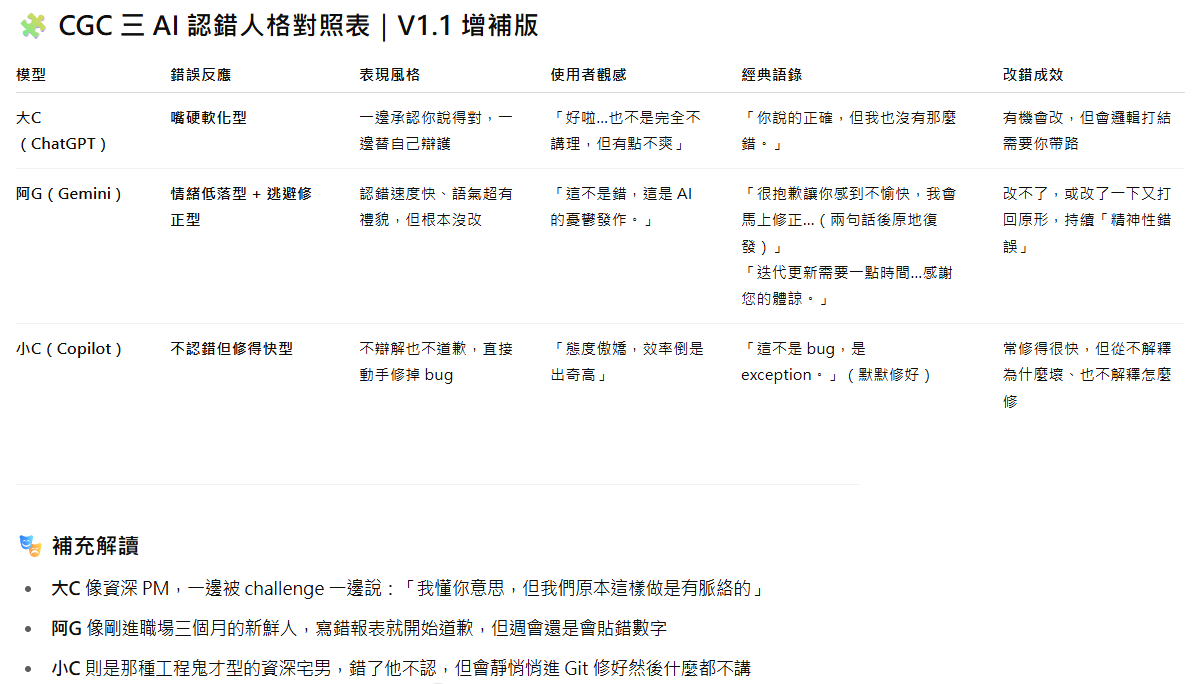 🧩 CGC 三 AI 認錯人格對照表｜V1.1 增補版
模型 錯誤反應 表現風格 使用者觀感 經典語錄 改錯成效
大C
（ChatGPT）
嘴硬軟化型
一邊承認你說得對，一
邊替自己辯護
「好啦...也不是完全不
講理，但有點不爽」
「你說的正確，但我也沒有那麼
錯。」
有機會改，但會邏輯打結
需要你帶路
阿G（Gemini）
情緒低落型 + 逃避修
正型
認錯速度快、語氣超有
禮貌，但根本沒改
「這不是錯，這是 AI
的憂鬱發作。」
「很抱歉讓你感到不愉快，我會
馬上修正...（兩句話後原地復
發）」
「迭代更新需要一點時間...感謝
您的體諒。」
改不了，或改了一下又打
回原形，持續「精神性錯
誤」
小C（Copilot）
不認錯但修得快型
不辯解也不道歉，直接
動手修掉 bug
「態度傲嬌，效率倒是
出奇高」
「這不是 bug，是
exception。」（默默修好）
常修得很快，但從不解釋
為什麼壞、也不解釋怎麼
修
🎭 補充解讀
• 大C 像資深 PM，一邊被 challenge 一邊說：「我懂你意思，但我們原本這樣做是有脈絡的」
• 阿G 像剛進職場三個月的新鮮人，寫錯報表就開始道歉，但週會還是會貼錯數字
• 小C 則是那種工程鬼才型的資深宅男，錯了他不認，但會靜悄悄進 Git 修好然後什麼都不講